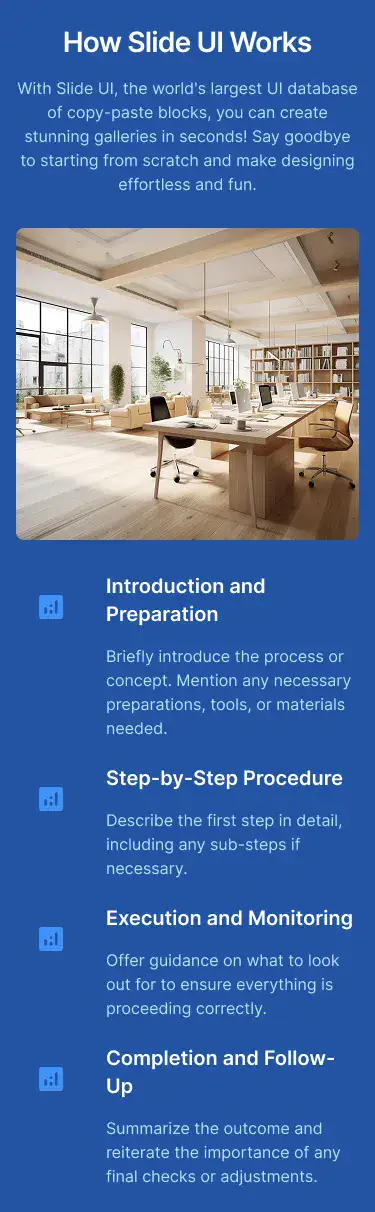 How Slide UI Works
With Slide UI, the world's largest UI database
of copy-paste blocks, you can create
stunning galleries in seconds! Say goodbye
to starting from scratch and make designing
effortless and fun.
Introduction and
Preparation
Briefly introduce the process or
concept. Mention any necessary
preparations, tools, or materials
needed.
Step-by-Step Procedure
Describe the first step in detail,
including any sub-steps if
necessary.
Execution and Monitoring
Offer guidance on what to look
out for to ensure everything is
proceeding correctly.
Completion and Follow-
Up
Summarize the outcome and
reiterate the importance of any
final checks or adjustments.